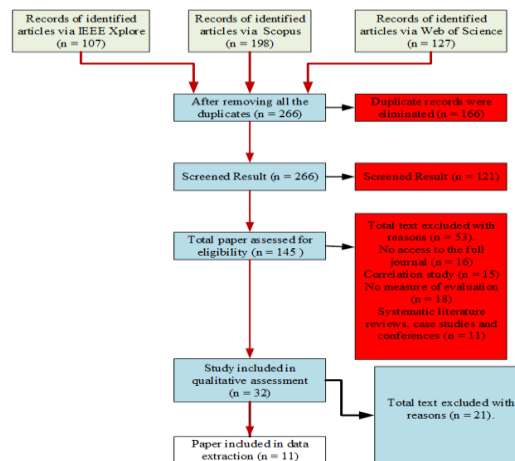 Records of identified
articles via IEEE Xplore
(n = 107)
Records of identified
articles via Scopus
(n = 198)
Records of identified
articles via Web of Science
(n = 127)
After removing all the
duplicates (n = 266)
Duplicate records were
eliminated (n = 166)
Screened Result (n = 266)
Screened Result (n = 121)
Total paper assessed for
eligibility (n = 145 )
Total text excluded with
reasons (n = 53).
No access to the full
journal (n = 16)
Correlation study (n = 15)
No measure of evaluation
(n = 18)
Systematic literature
reviews, case studies and
conferences (n = 11)
Study included in
qualitative assessment
(n = 32)
Total text excluded with
reasons (n = 21).
Paper included in data
extraction (n = 11)